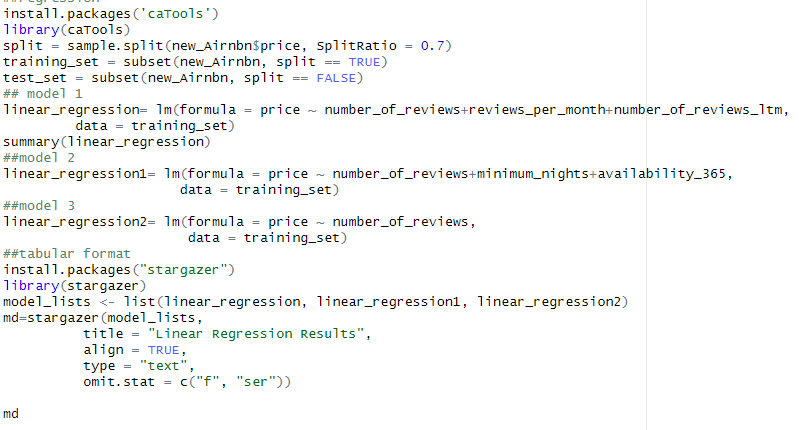 ##regression
install.packages('caTools')
library(caTools)
split = sample.split(new_Airnbn$price, SplitRatio = 0.7)
training_set = subset(new_Airnbn, split == TRUE)
test_set = subset(new_Airnbn, split == FALSE)
## model 1
linear_regression= lm(formula = price ~ number_of_reviews+reviews_per_month+number_of_reviews_ltm,
data = training_set)
summary(linear_regression)
##model 2
linear_regression1= lm(formula = price ~ number_of_reviews+minimum_nights+availability_365,
data = training_set)
##model 3
linear_regression2= lm(formula = price ~ number_of_reviews,
data = training_set)
##tabular format
install.packages("stargazer")
library(stargazer)
model_lists <- list(linear_regression, linear_regression1, linear_regression2)
md=stargazer(model_lists,
title = "Linear Regression Results",
align = TRUE,
type = "text",
omit.stat = c("f", "ser"))
md